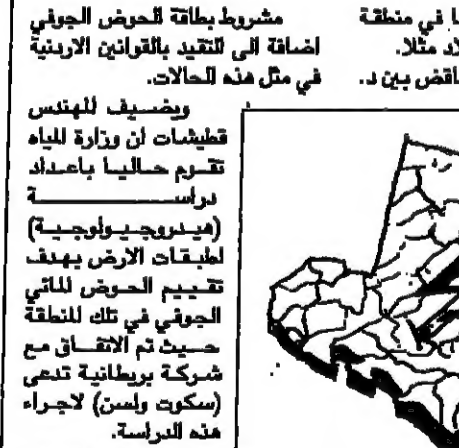 مشروط بطاقة الحوض الجوفي
اضافة الى التقيد بالقوانين الاردنية
في مثل هذه الحالات.
ويضيف المهندس
قطيشات ان وزارة المياه
تقوم حاليا باعداد
دراسة
(هيدروجيولوجية)
لطبقات الارض بهدف
تقييم الحوض المائي
الجوفي في تلك المنطقة
حيث تم الاتفاق مع
شركة بريطانية تدعى
(سكوت ولسن) لاجراء
هذه الدراسة.
ا في منطقة
لاد مثلا.
ناقض بين د.